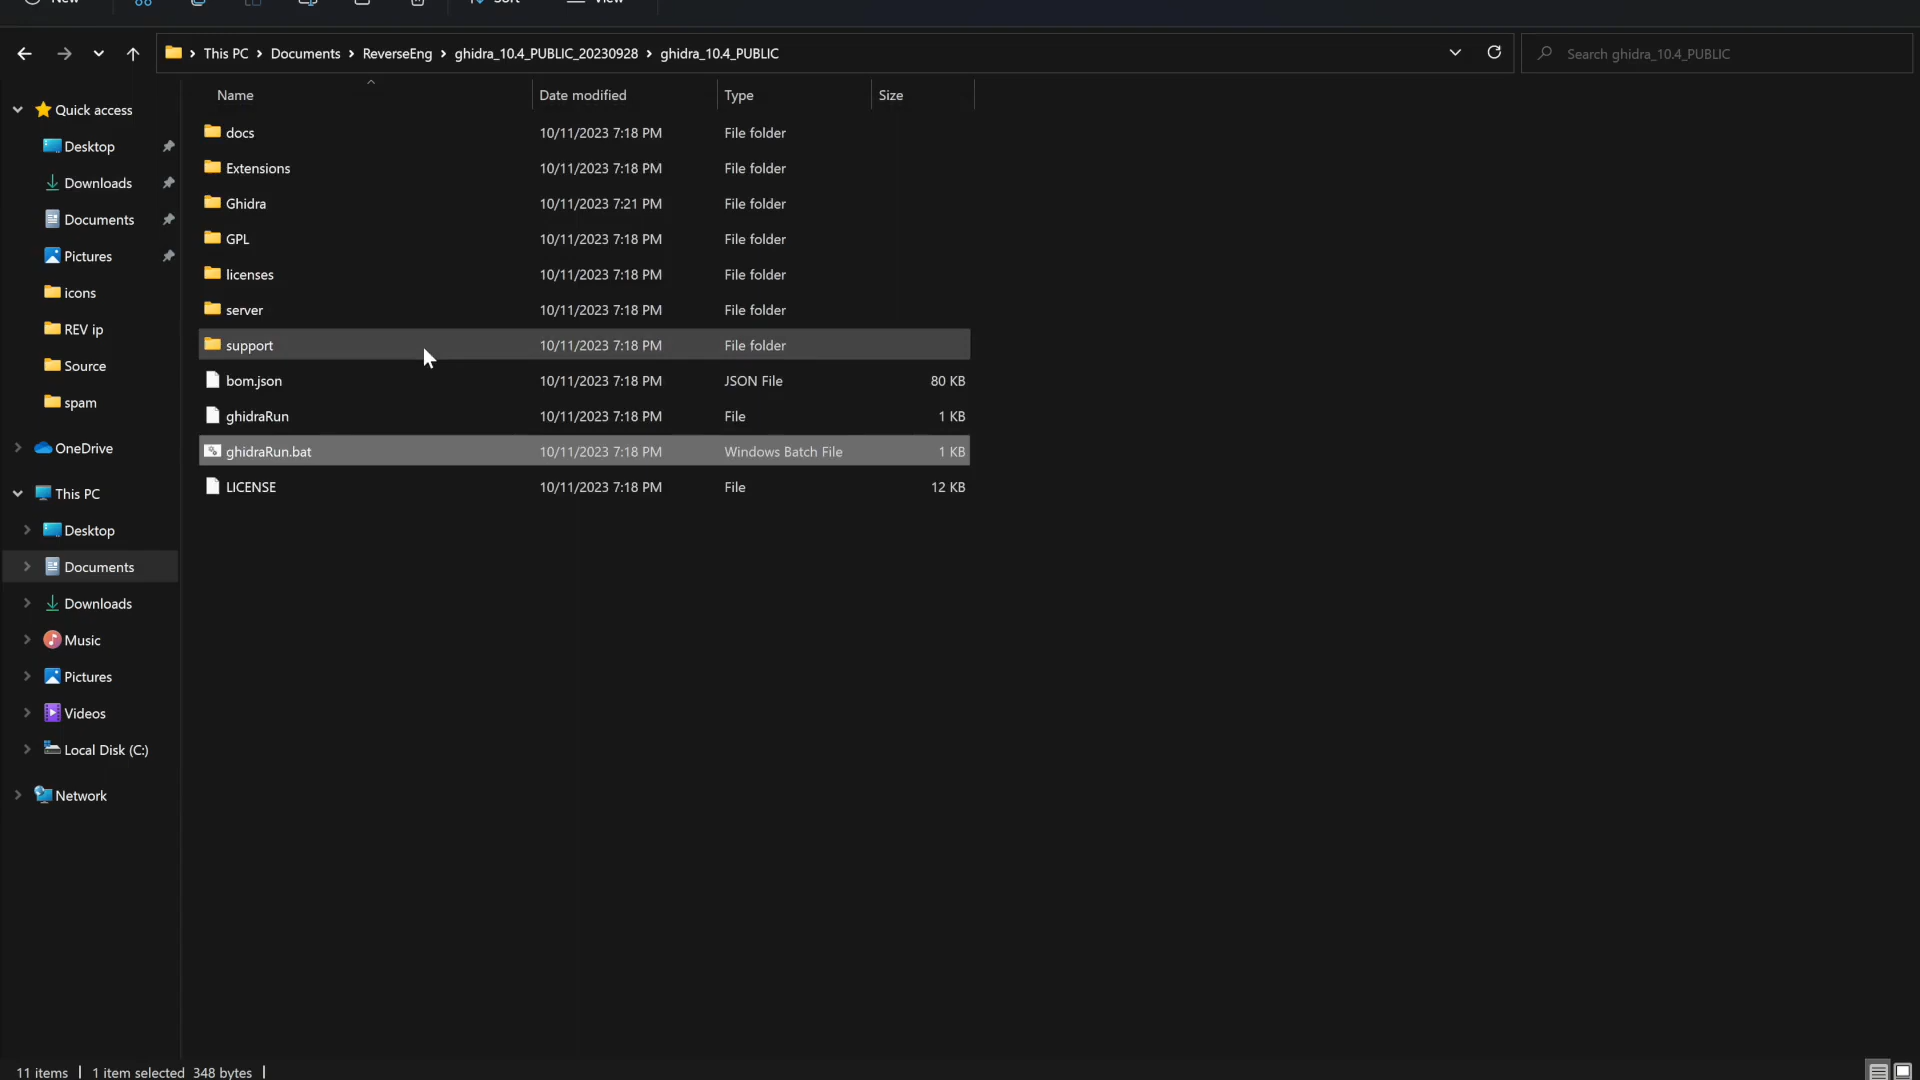 New Sort View
This PC > Documents > ReverseEng > ghidra_10.4_PUBLIC_20230928 > ghidra_10.4_PUBLIC Search ghidra_10.4_PUBLIC
Name Date modified Type Size
Quick access
Desktop
Downloads
Documents
Pictures
icons
REV ip
Source
spam
OneDrive
This PC
Desktop
Documents
Downloads
Music
Pictures
Videos
Local Disk (C:)
Network
docs 10/11/2023 7:18 PM File folder
Extensions 10/11/2023 7:18 PM File folder
Ghidra 10/11/2023 7:21 PM File folder
GPL 10/11/2023 7:18 PM File folder
licenses 10/11/2023 7:18 PM File folder
server 10/11/2023 7:18 PM File folder
support 10/11/2023 7:18 PM File folder
bom.json 10/11/2023 7:18 PM JSON File 80 KB
ghidraRun 10/11/2023 7:18 PM File 1 KB
ghidraRun.bat 10/11/2023 7:18 PM Windows Batch File 1 KB
LICENSE 10/11/2023 7:18 PM File 12 KB
11 items | 1 item selected 348 bytes |